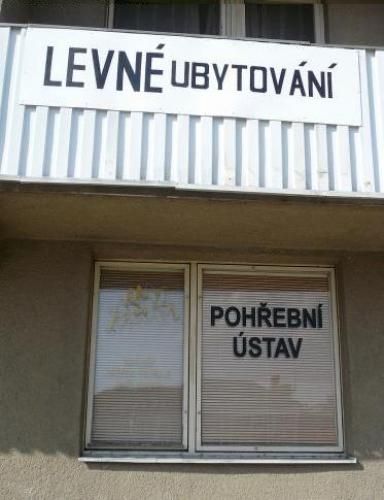 LEVNÉ UBYTOVÁNÍ
POHŘEBNÍ
ÚSTAV